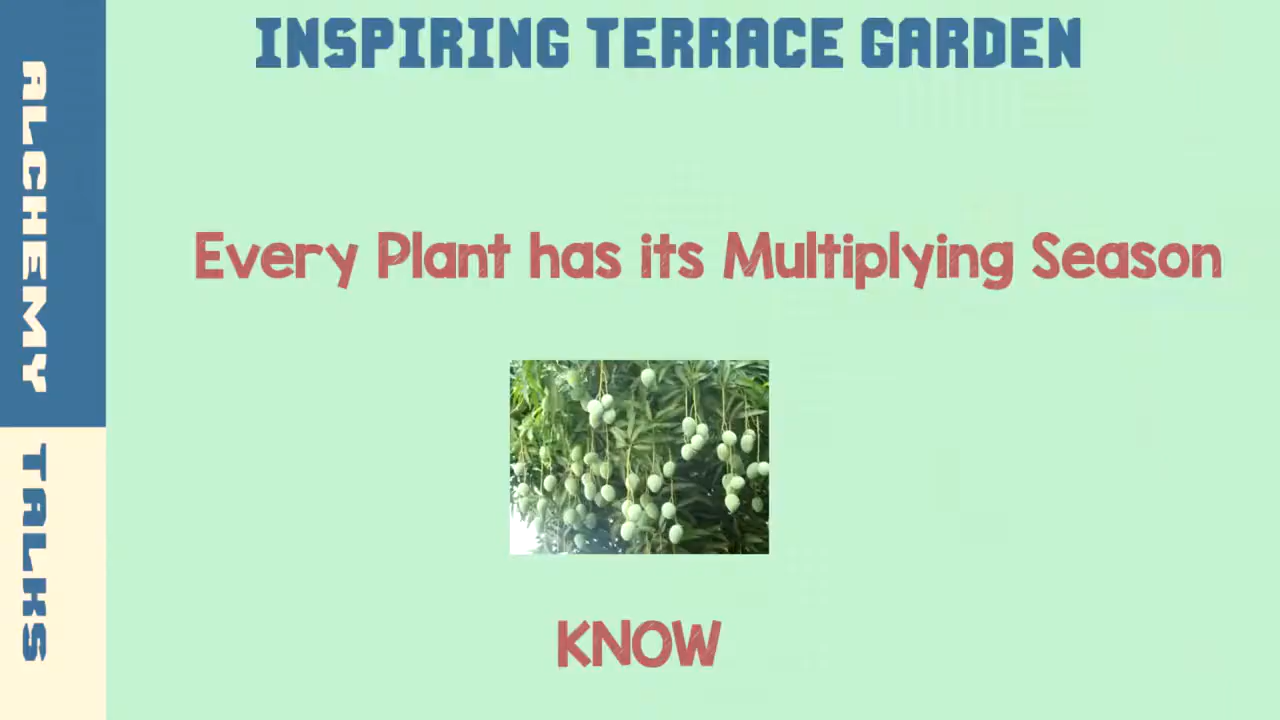 INSPIRING TERRACE GARDEN
ALCHEMY TALKS
Every Plant has its Multiplying Season
KNOW